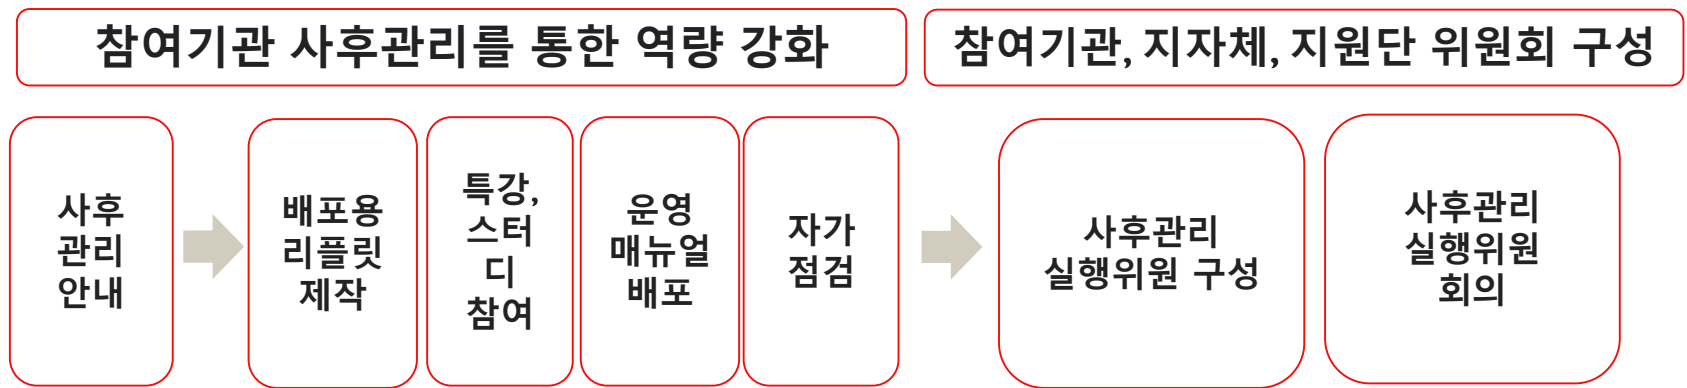 참여기관 사후관리를 통한 역량 강화
참여기관, 지자체, 지원단 위원회 구성
사후
관리
안내
배포용
리플릿
제작
특강,
스터
디
참여
운영
매뉴얼
배포
자가
점검
사후관리
실행위원 구성
사후관리
실행위원
회의